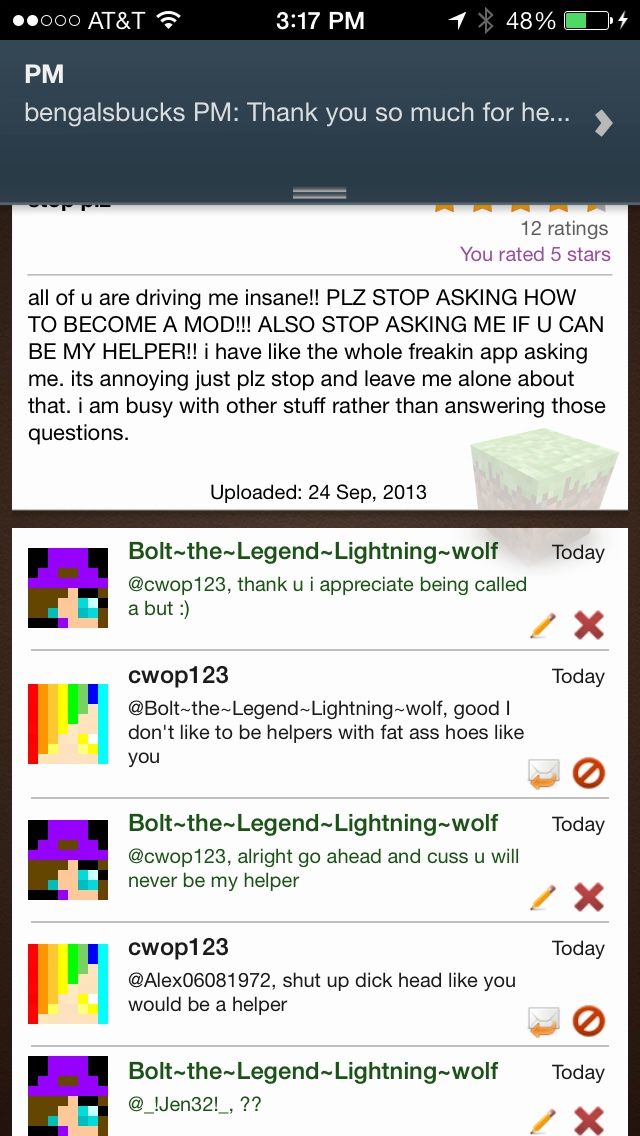 AT&T 3:17 PM 48%
PM
bengalsbucks PM: Thank you so much for he...
stop plz
12 ratings
You rated 5 stars
all of u are driving me insane!! PLZ STOP ASKING HOW
TO BECOME A MOD!!! ALSO STOP ASKING ME IF U CAN
BE MY HELPER!! i have like the whole freakin app asking
me. its annoying just plz stop and leave me alone about
that. i am busy with other stuff rather than answering those
questions.
Uploaded: 24 Sep, 2013
Bolt~the~Legend~Lightning~wolf Today
@cwop123, thank u i appreciate being called
a but :)
cwop123 Today
@Bolt~the~Legend~Lightning~wolf, good I
don't like to be helpers with fat ass hoes like
you
Bolt~the~Legend~Lightning~wolf Today
@cwop123, alright go ahead and cuss u will
never be my helper
cwop123 Today
@Alex06081972, shut up dick head like you
would be a helper
Bolt~the~Legend~Lightning~wolf Today
@_!Jen32!_, ??